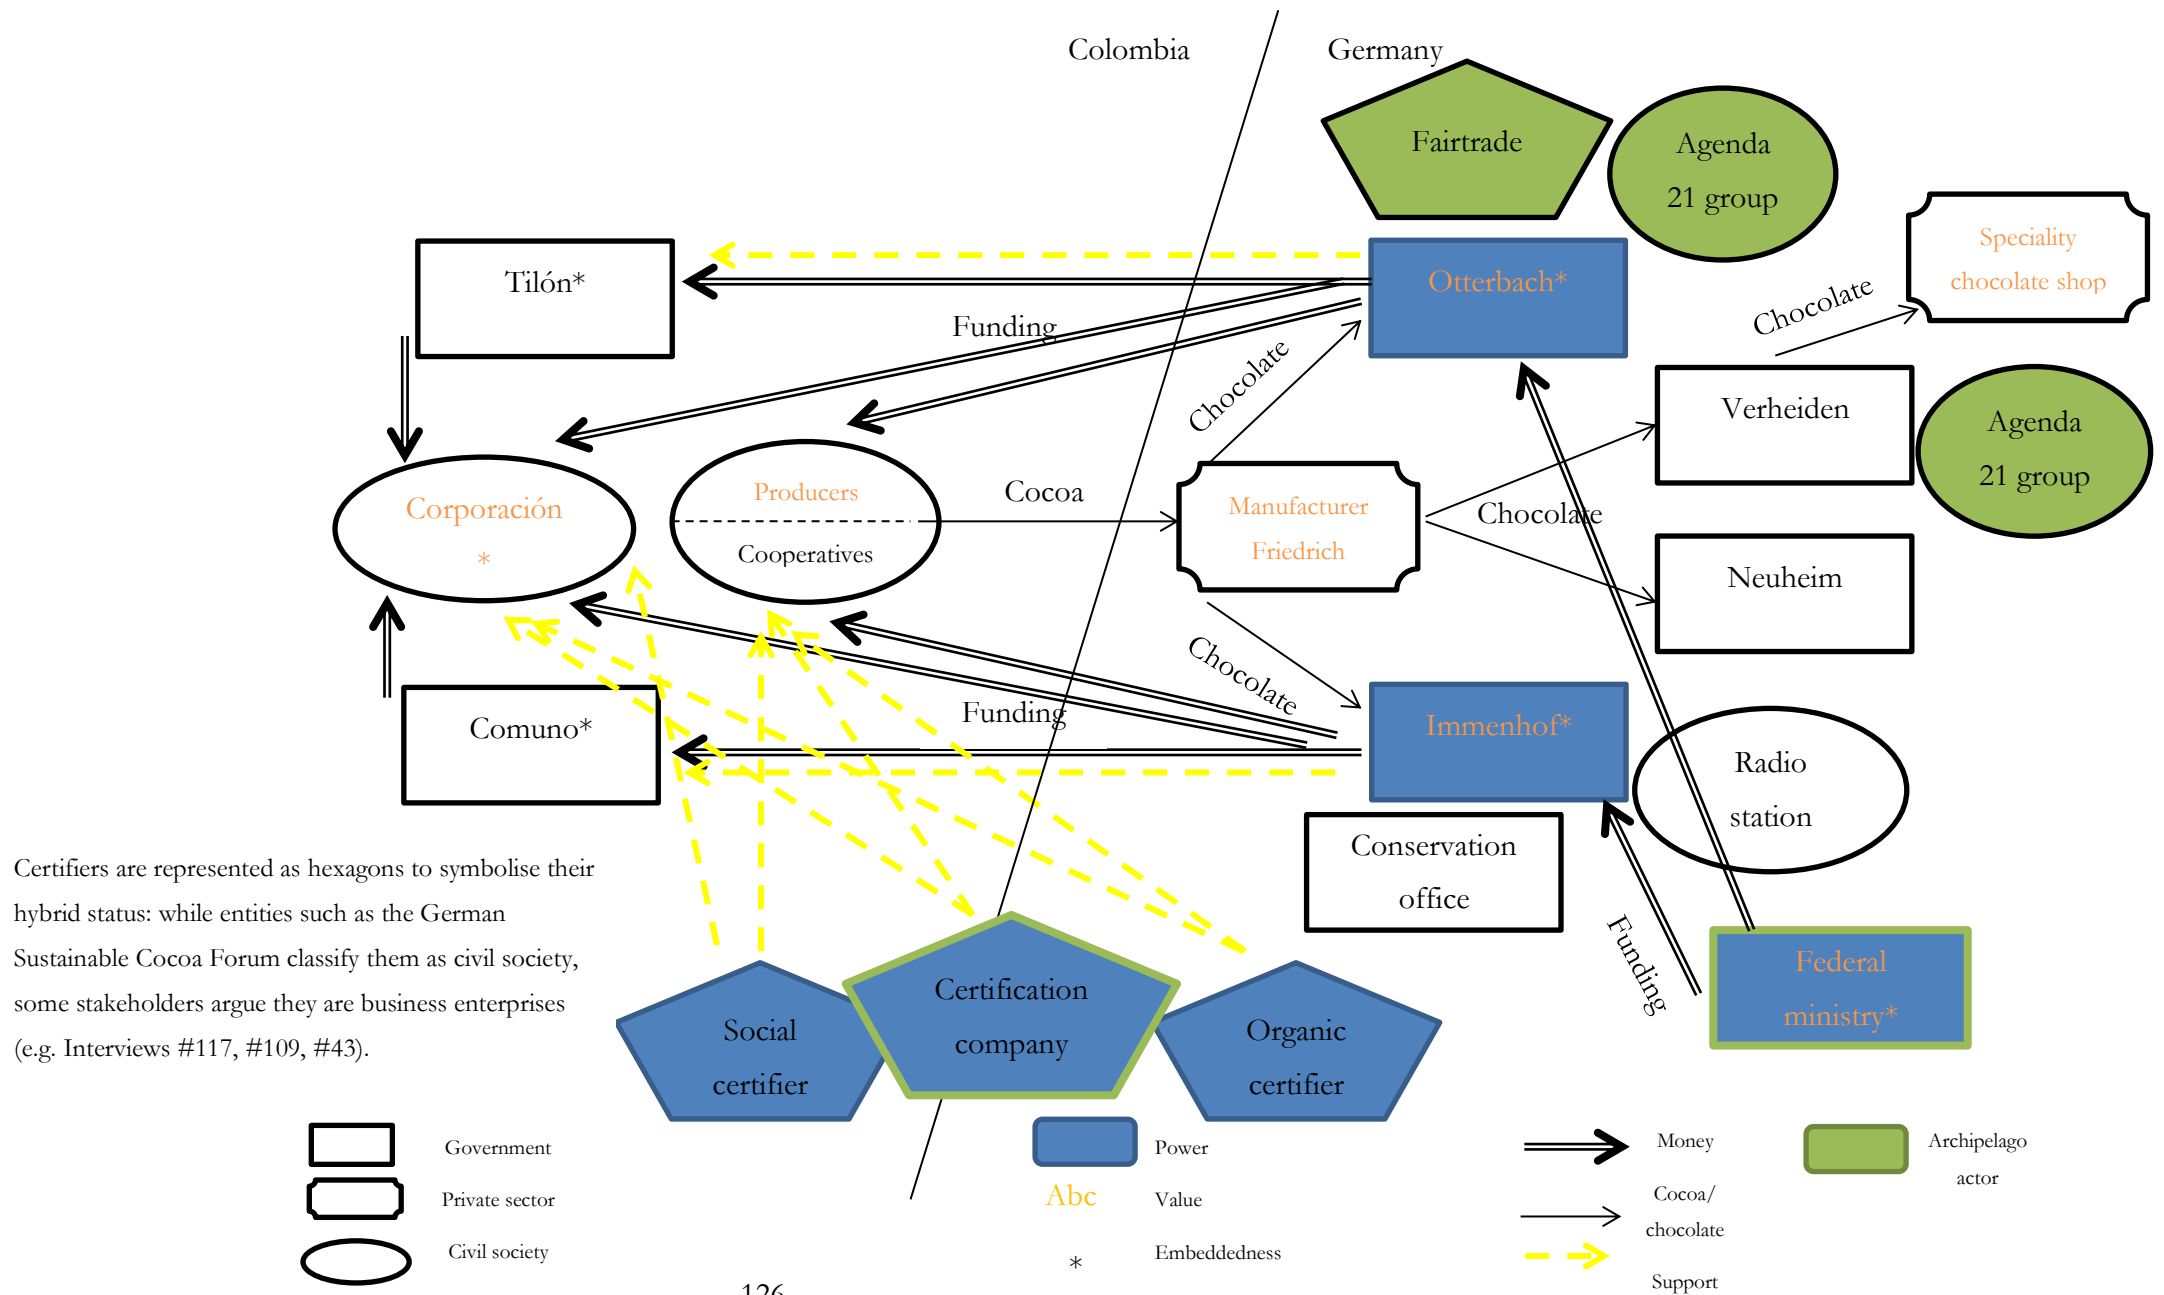 Colombia
Germany
Fairtrade
Agenda
21 group
Speciality
chocolate shop
Tilón*
Otterbach*
Chocolate
Funding
Chocolate
Verheiden
Agenda
21 group
Corporación
*
Producers
Cooperatives
Cocoa
Manufacturer
Friedrich
Chocolate
Neuheim
Chocolate
Comuno*
Funding
Immenhof*
Radio
station
Conservation
office
Certifiers are represented as hexagons to symbolise their
hybrid status: while entities such as the German
Sustainable Cocoa Forum classify them as civil society,
some stakeholders argue they are business enterprises
(e.g. Interviews #117, #109, #43).
Funding
Federal
ministry*
Social
certifier
Certification
company
Organic
certifier
Government
Private sector
Civil society
Power
Abc
Value
*
Embeddedness
Money
Cocoa/
chocolate
Support
Archipelago
actor
126